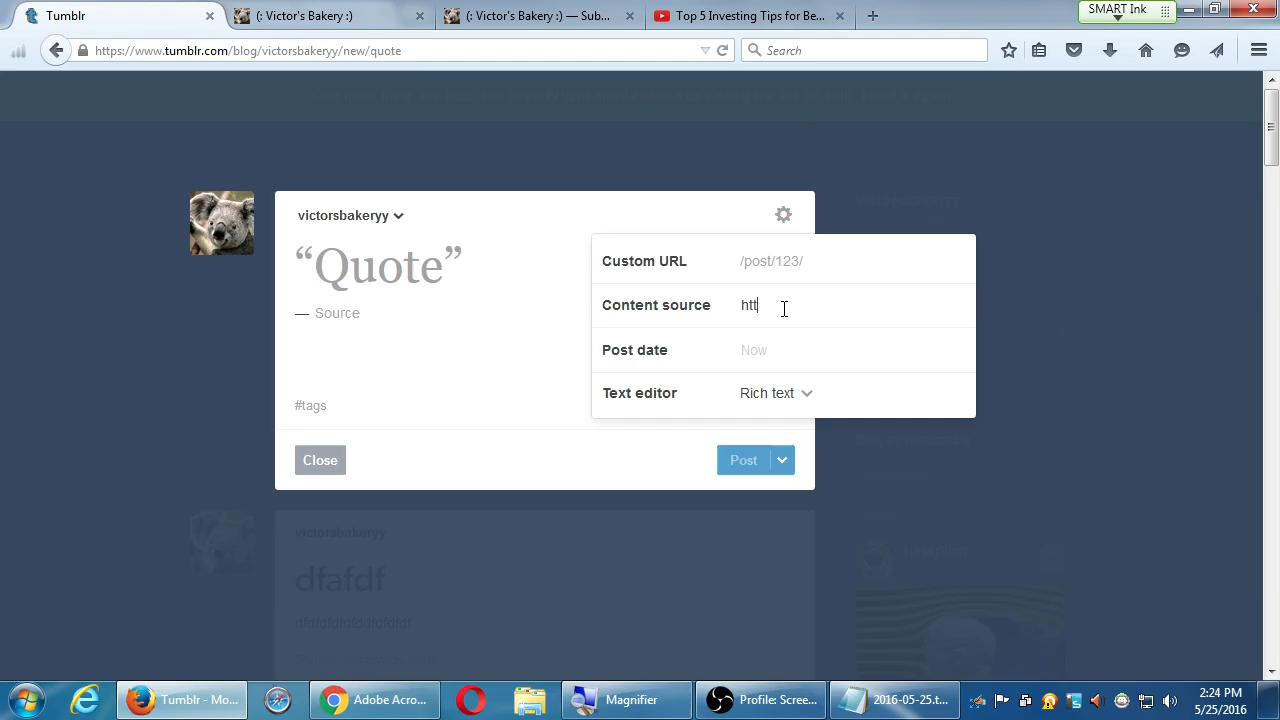 Tumblr
(: Victor's Bakery :)
(: Victor's Bakery :) — Sub...
Top 5 Investing Tips for Be...
SMART Ink
https://www.tumblr.com/blog/victorsbakeryy/new/quote
Search
victorsbakeryy
“Quote”
— Source
#tags
Close
Post
Custom URL /post/123/
Content source htt
Post date Now
Text editor Rich text
victorsbakeryy
dfafdf
Tumblr - Mo...
Adobe Acro...
Magnifier
Profile: Scree...
2016-05-25.t...
2:24 PM
5/25/2016